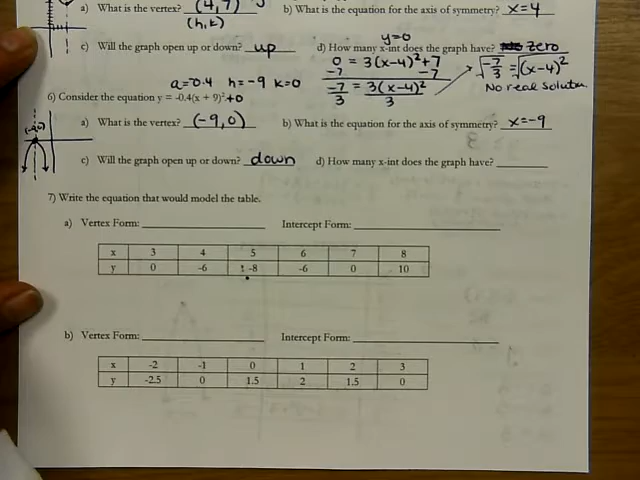 a) What is the vertex? (4,7)
b) What is the equation for the axis of symmetry? x=4
(h,k)
y=0
c) Will the graph open up or down? up
d) How many x-int does the graph have? zero
0 = 3(x-4)²+7
-7 -7
-7/3 = 3(x-4)²/3
√-7/3 = √(x-4)²
No real solution
a=-0.4 h=-9 k=0
6) Consider the equation y = -0.4(x + 9)² +0
(-9,0)
a) What is the vertex? (-9,0)
b) What is the equation for the axis of symmetry? x=-9
c) Will the graph open up or down? down
d) How many x-int does the graph have?
7) Write the equation that would model the table.
a) Vertex Form: Intercept Form:
x 3 4 5 6 7 8
y 0 -6 -8 -6 0 10
b) Vertex Form: Intercept Form:
x -2 -1 0 1 2 3
y -2.5 0 1.5 2 1.5 0